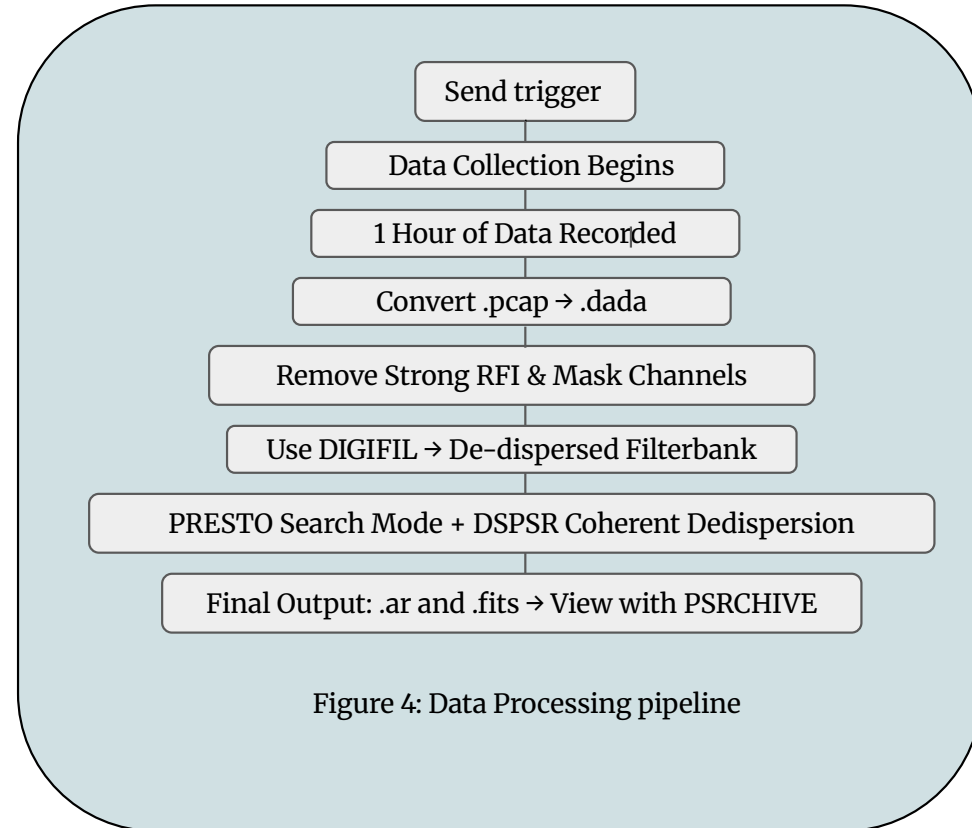 Send trigger
Data Collection Begins
1 Hour of Data Recorded
Convert .pcap → .dada
Remove Strong RFI & Mask Channels
Use DIGIFIL → De-dispersed Filterbank
PRESTO Search Mode + DSPSR Coherent Dedispersion
Final Output: .ar and .fits → View with PSRCHIVE
Figure 4: Data Processing pipeline